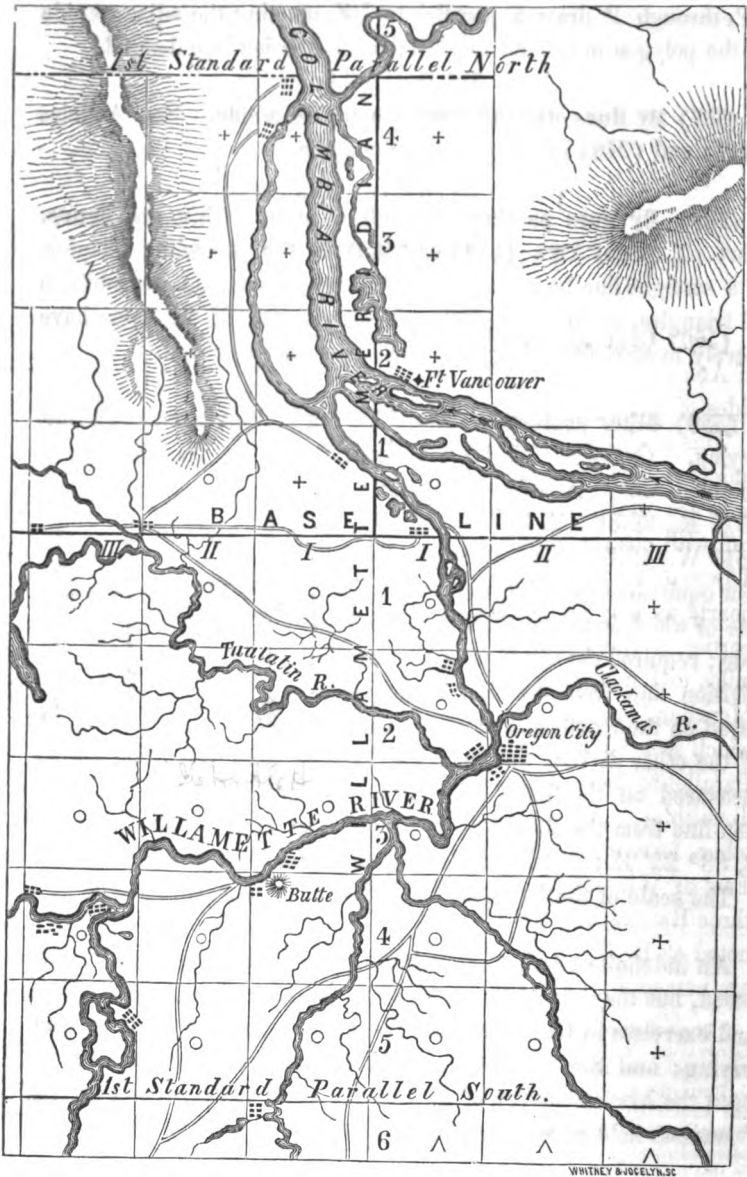 5
1st Standard Parallel North
COLUMBIA RIVER
WILLAMETTE MERIDIAN
4
3
2
Ft Vancouver
1
BASE LINE
III II I I II III
1
Tualatin R.
Clackamas R.
2
Oregon City
WILLAMETTE RIVER
3
Butte
4
5
1st Standard Parallel South.
6
WHITNEY & JOCELYN, SC